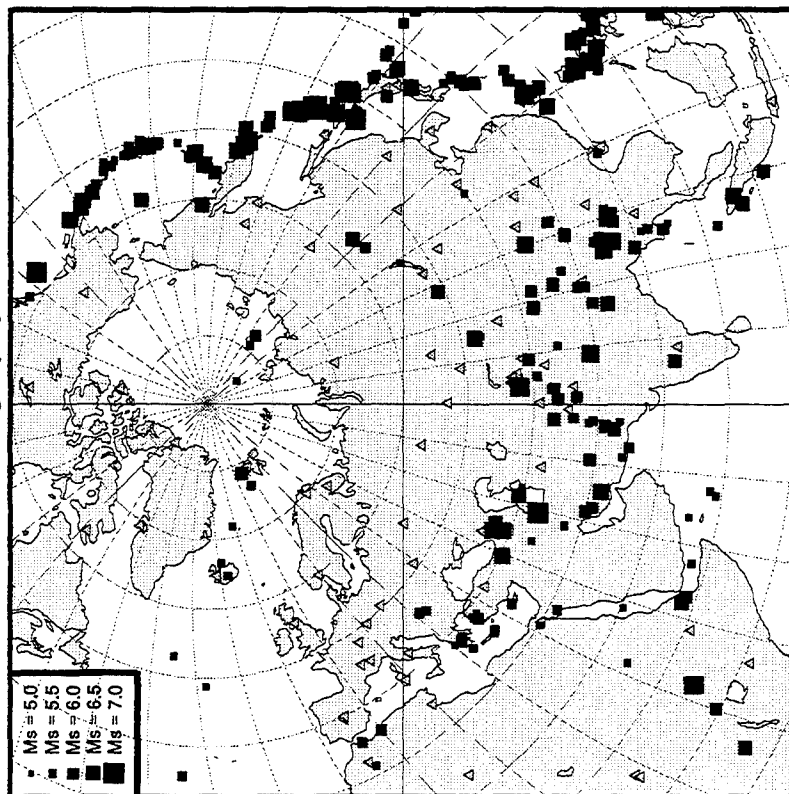 Ms = 5.0
Ms = 5.5
Ms = 6.0
Ms = 6.5
Ms = 7.0